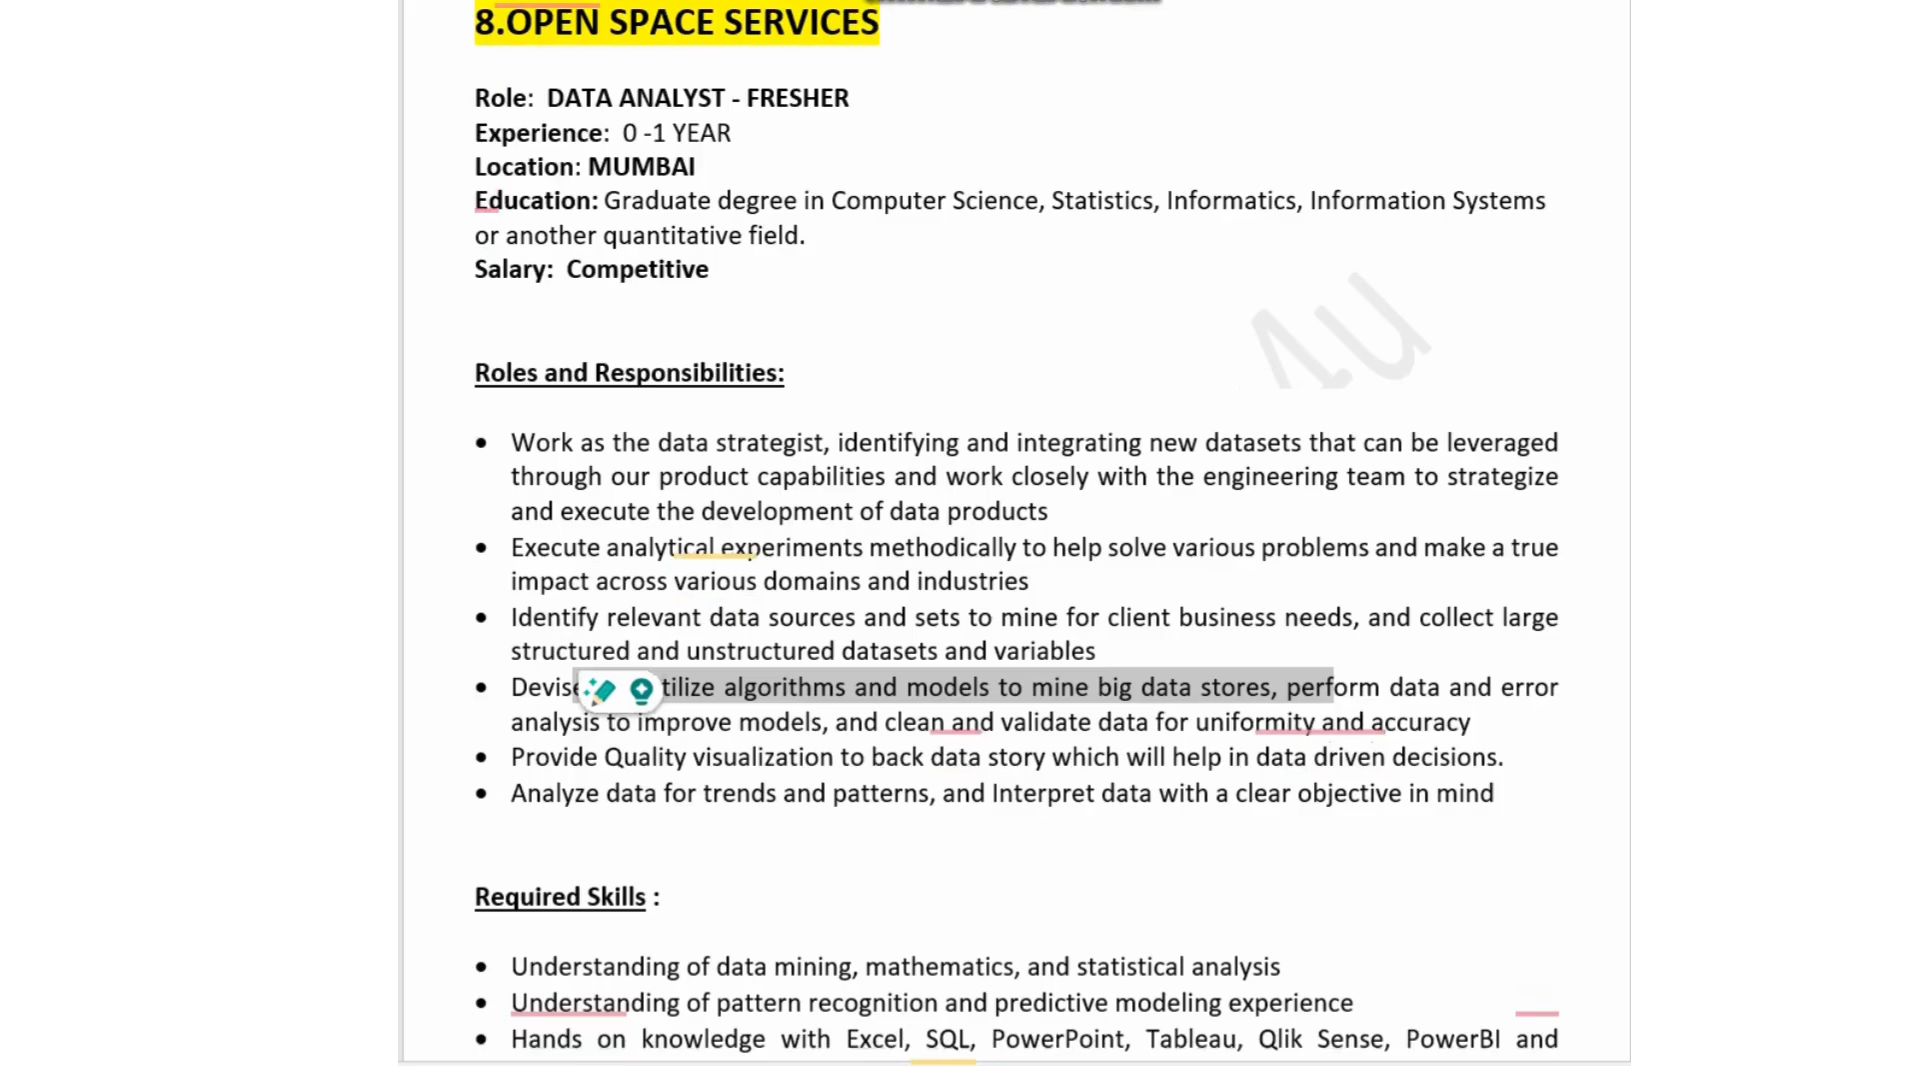 8.OPEN SPACE SERVICES
Role: DATA ANALYST - FRESHER
Experience: 0 -1 YEAR
Location: MUMBAI
Education: Graduate degree in Computer Science, Statistics, Informatics, Information Systems
or another quantitative field.
Salary: Competitive
4U
Roles and Responsibilities:
• Work as the data strategist, identifying and integrating new datasets that can be leveraged
through our product capabilities and work closely with the engineering team to strategize
and execute the development of data products
• Execute analytical experiments methodically to help solve various problems and make a true
impact across various domains and industries
• Identify relevant data sources and sets to mine for client business needs, and collect large
structured and unstructured datasets and variables
• Devise tilize algorithms and models to mine big data stores, perform data and error
analysis to improve models, and clean and validate data for uniformity and accuracy
• Provide Quality visualization to back data story which will help in data driven decisions.
• Analyze data for trends and patterns, and Interpret data with a clear objective in mind
Required Skills :
• Understanding of data mining, mathematics, and statistical analysis
• Understanding of pattern recognition and predictive modeling experience
• Hands on knowledge with Excel, SQL, PowerPoint, Tableau, Qlik Sense, PowerBI and